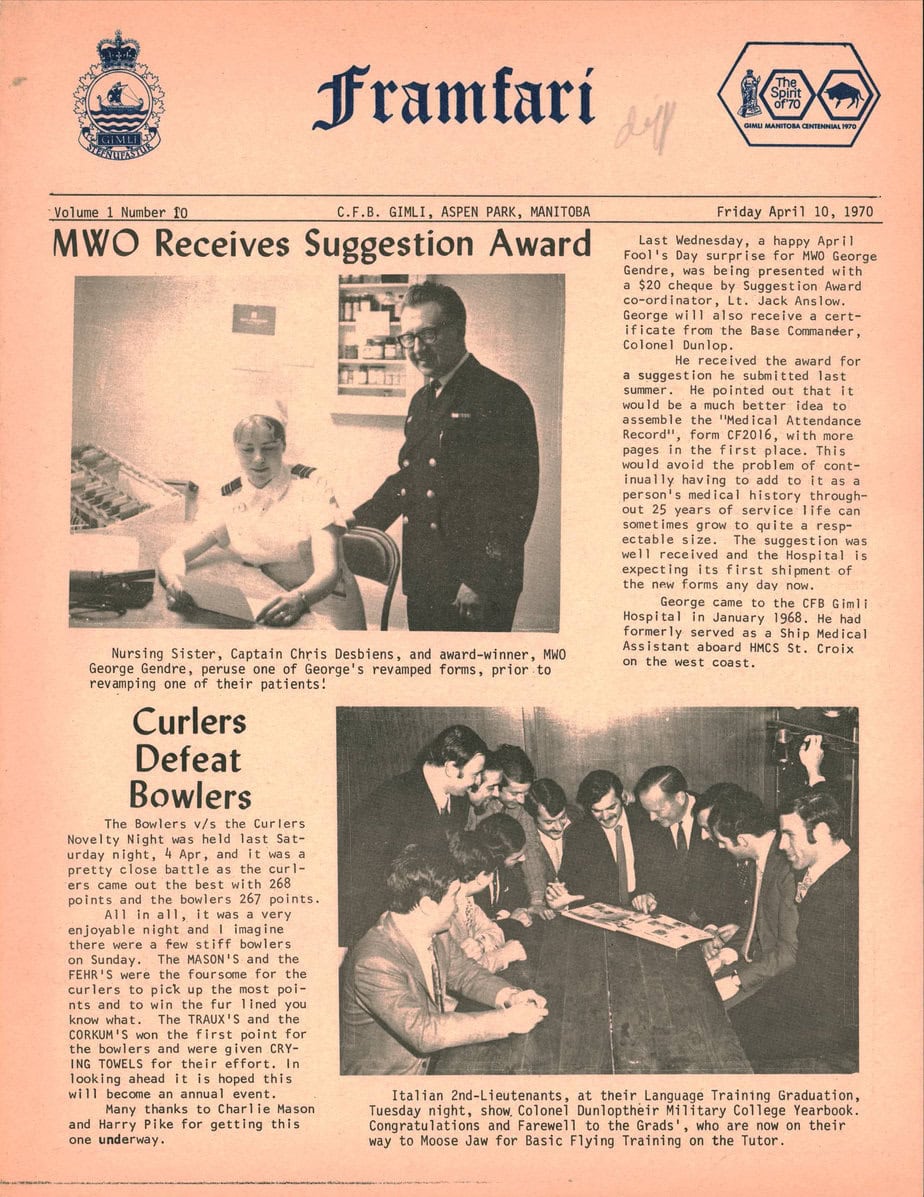 GIMLI
STEFNUFASTUR
Framfari
diff
The
Spirit
of '70
GIMLI MANITOBA CENTENNIAL 1970
Volume 1 Number 10
C.F.B. GIMLI, ASPEN PARK, MANITOBA
Friday April 10, 1970
MWO Receives Suggestion Award
Nursing Sister, Captain Chris Desbiens, and award-winner, MWO
George Gendre, peruse one of George's revamped forms, prior to
revamping one of their patients!
Last Wednesday, a happy April
Fool's Day surprise for MWO George
Gendre, was being presented with
a $20 cheque by Suggestion Award
co-ordinator, Lt. Jack Anslow.
George will also receive a cert-
ificate from the Base Commander,
Colonel Dunlop.
He received the award for
a suggestion he submitted last
summer. He pointed out that it
would be a much better idea to
assemble the "Medical Attendance
Record", form CF2016, with more
pages in the first place. This
would avoid the problem of cont-
inually having to add to it as a
person's medical history through-
out 25 years of service life can
sometimes grow to quite a resp-
ectable size. The suggestion was
well received and the Hospital is
expecting its first shipment of
the new forms any day now.
George came to the CFB Gimli
Hospital in January 1968. He had
formerly served as a Ship Medical
Assistant aboard HMCS St. Croix
on the west coast.
Curlers
Defeat
Bowlers
The Bowlers v/s the Curlers
Novelty Night was held last Sat-
urday night, 4 Apr, and it was a
pretty close battle as the curl-
ers came out the best with 268
points and the bowlers 267 points.
All in all, it was a very
enjoyable night and I imagine
there were a few stiff bowlers
on Sunday. The MASON'S and the
FEHR'S were the foursome for the
curlers to pick up the most poi-
nts and to win the fur lined you
know what. The TRAUX'S and the
CORKUM'S won the first point for
the bowlers and were given CRY-
ING TOWELS for their effort. In
looking ahead it is hoped this
will become an annual event.
Many thanks to Charlie Mason
and Harry Pike for getting this
one underway.
Italian 2nd-Lieutenants, at their Language Training Graduation,
Tuesday night, show Colonel Dunloptheir Military College Yearbook.
Congratulations and Farewell to the Grads', who are now on their
way to Moose Jaw for Basic Flying Training on the Tutor.